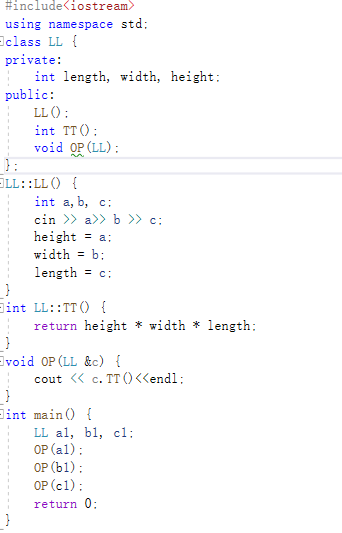 #include<iostream>
using namespace std;
class LL {
private:
    int length, width, height;
public:
    LL();
    int TT();
    void OP(LL);
};
LL::LL() {
    int a,b, c;
    cin >> a>> b >> c;
    height = a;
    width = b;
    length = c;
}
int LL::TT() {
    return height * width * length;
}
void OP(LL &c) {
    cout << c.TT()<<endl;
}
int main() {
    LL a1, b1, c1;
    OP(a1);
    OP(b1);
    OP(c1);
    return 0;
}